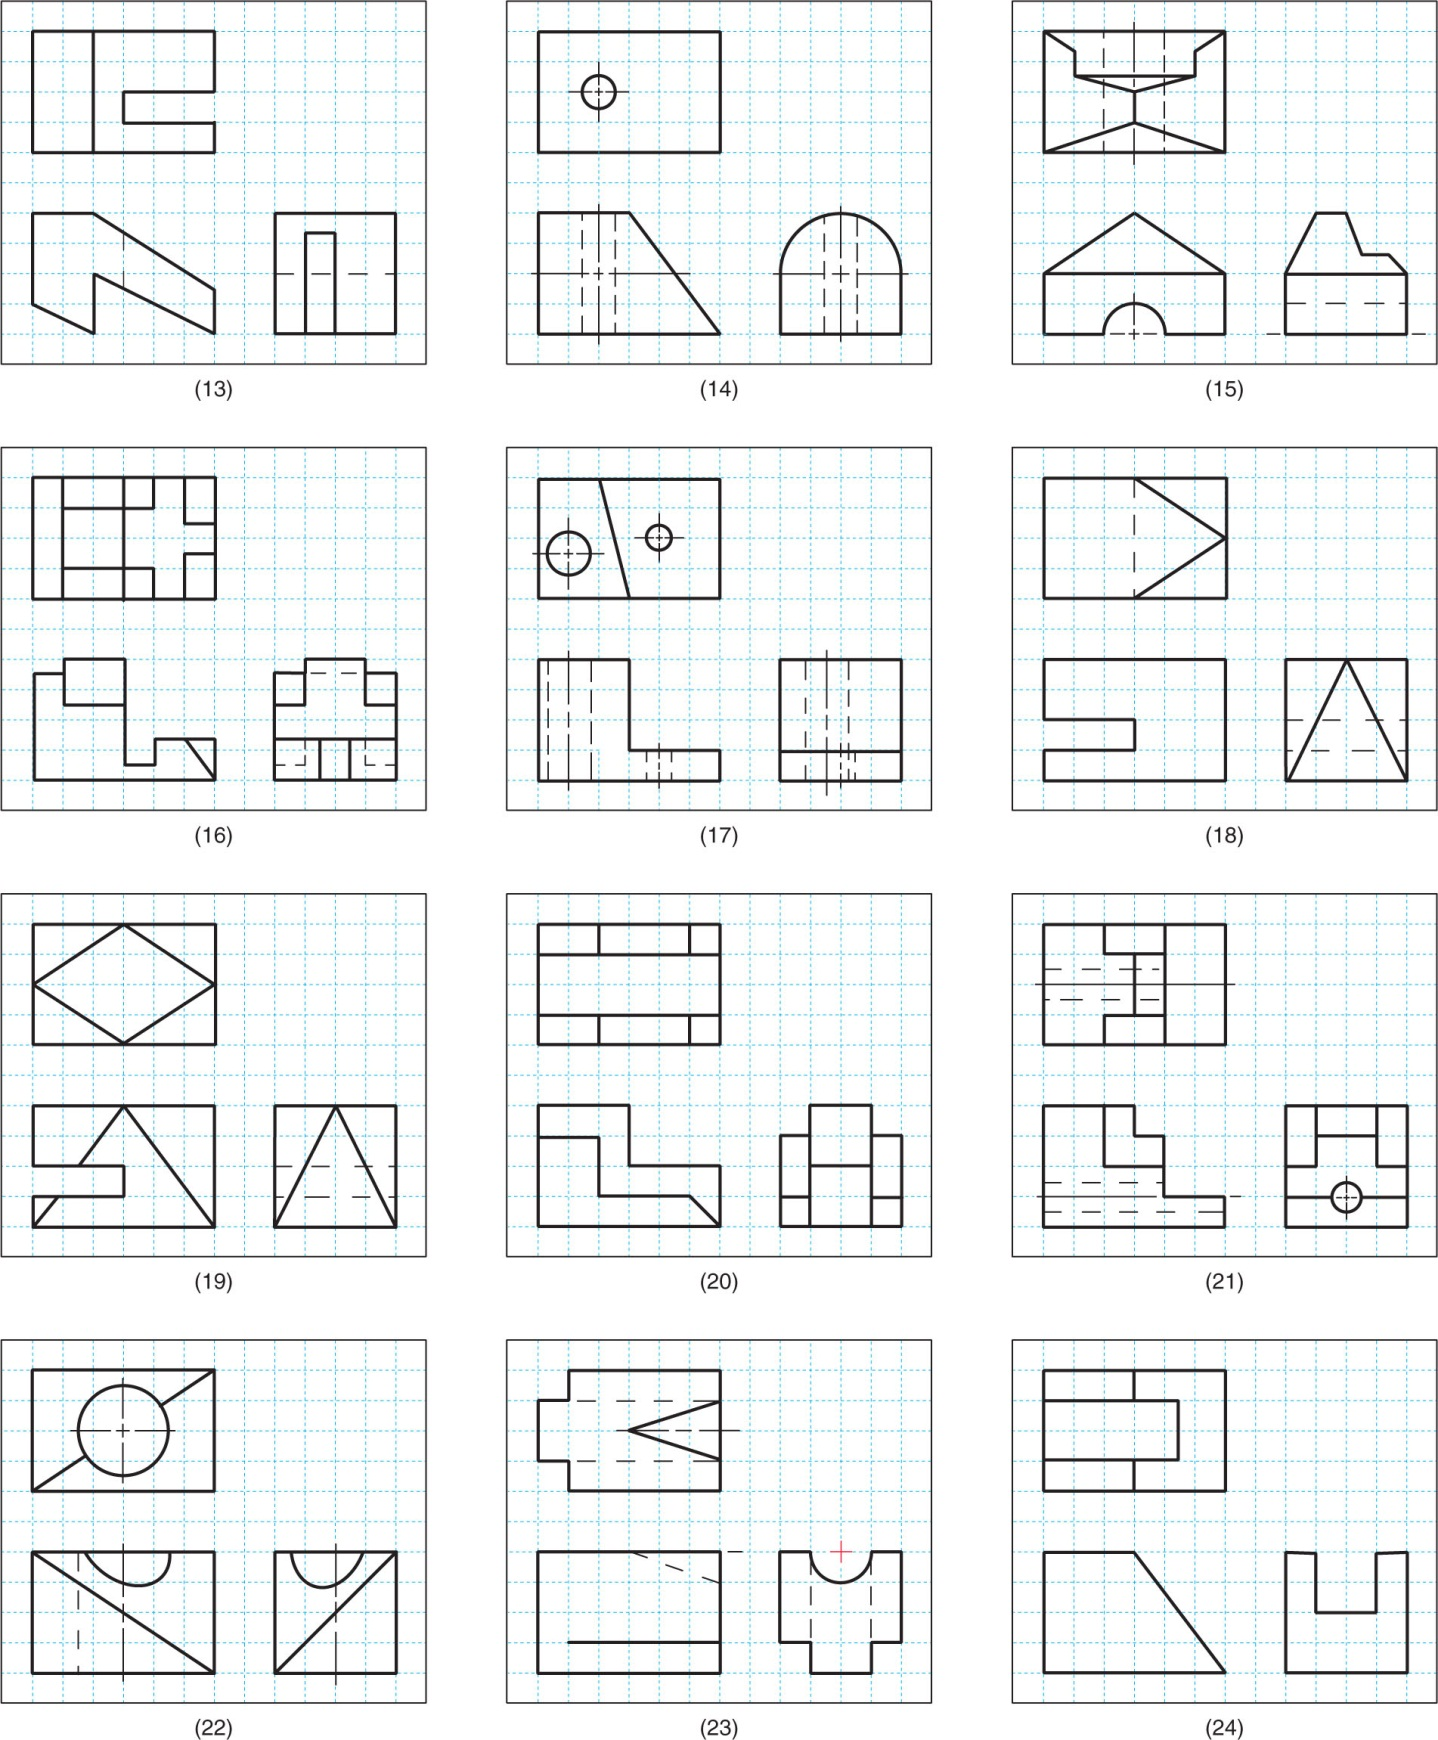 (13) (14) (15)
(16) (17) (18)
(19) (20) (21)
(22) (23) (24)